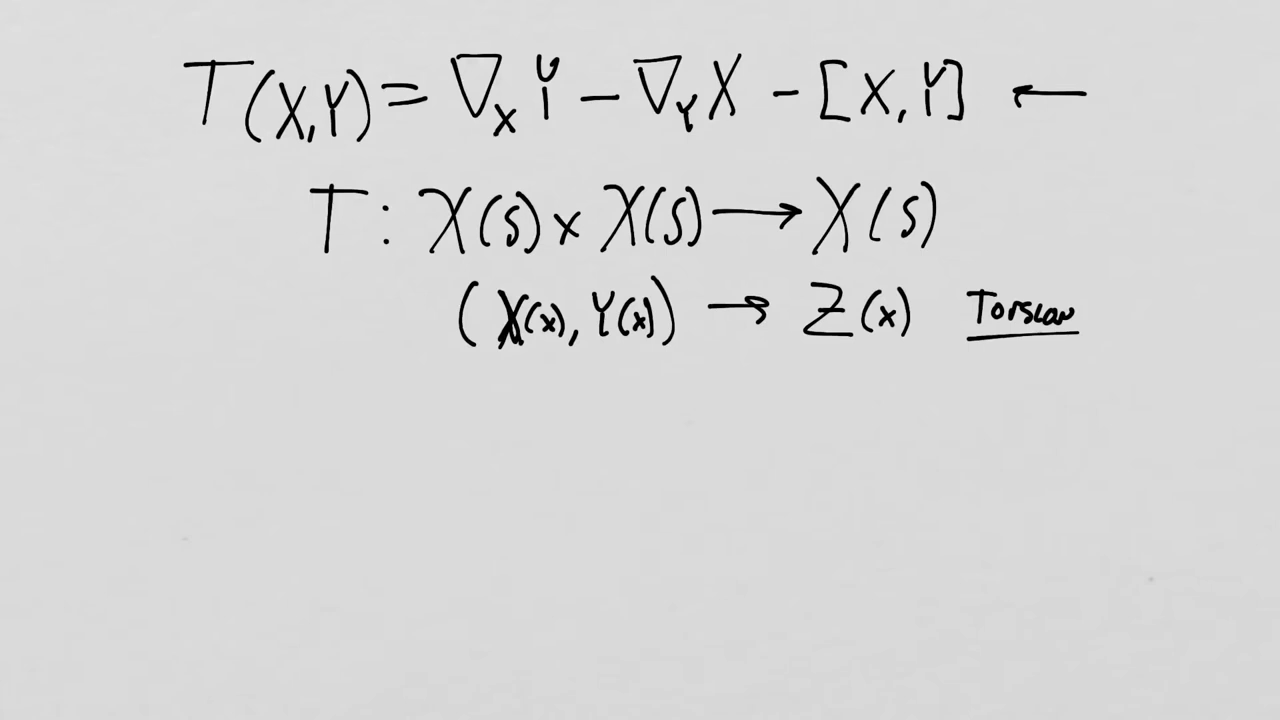 T(X,Y) = ∇_X Y − ∇_Y X − [X,Y] ←
T : 𝔛(S) × 𝔛(S) → 𝔛(S)
(X(x), Y(x)) → Z(x) Torsion